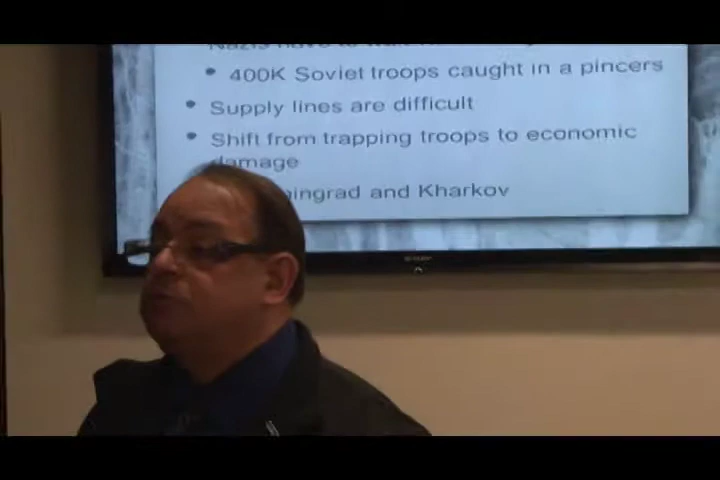 • 400K Soviet troops caught in a pincers
• Supply lines are difficult
• Shift from trapping troops to economic
damage
ingrad and Kharkov